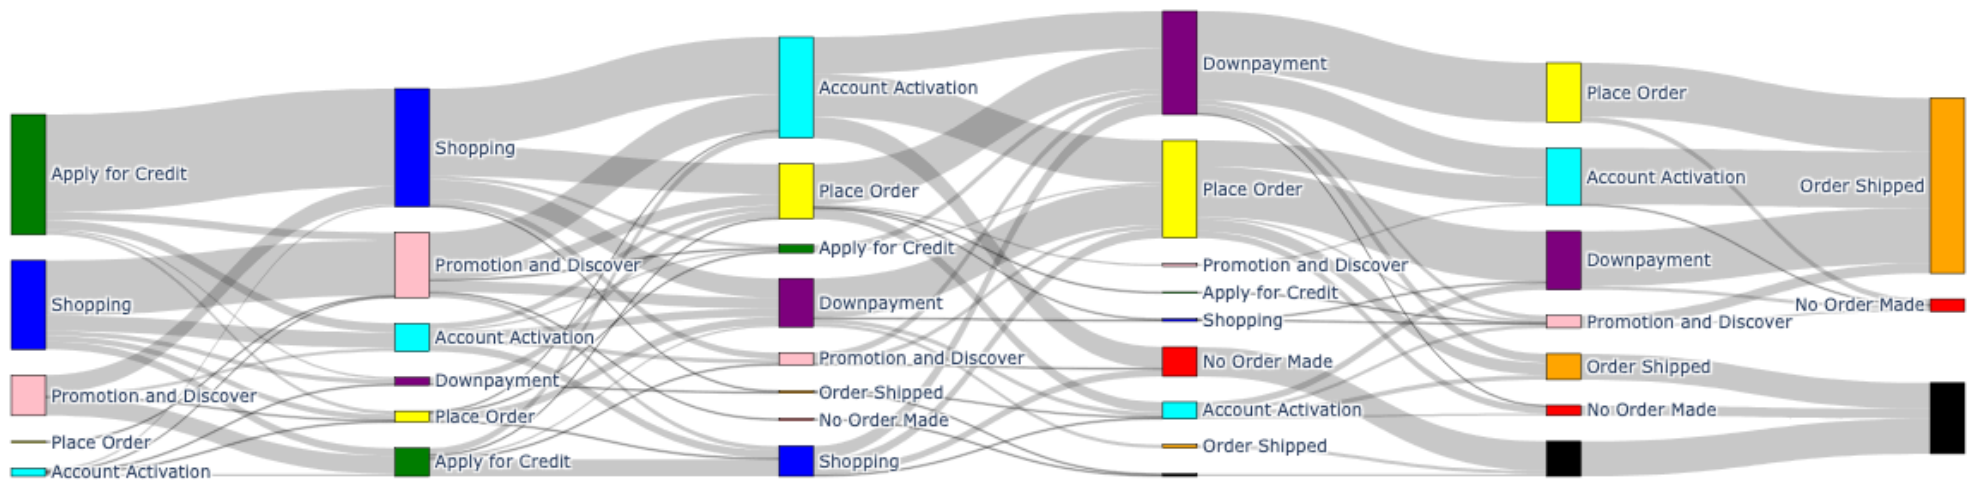 Apply for Credit
Shopping
Promotion and Discover
Place Order
Account Activation
Shopping
Promotion and Discover
Account Activation
Downpayment
Place Order
Apply for Credit
Account Activation
Place Order
Apply for Credit
Downpayment
Promotion and Discover
Order Shipped
No Order Made
Shopping
Downpayment
Place Order
Promotion and Discover
Apply for Credit
Shopping
No Order Made
Account Activation
Order Shipped
Place Order
Account Activation
Downpayment
Promotion and Discover
Order Shipped
No Order Made
Order Shipped
No Order Made